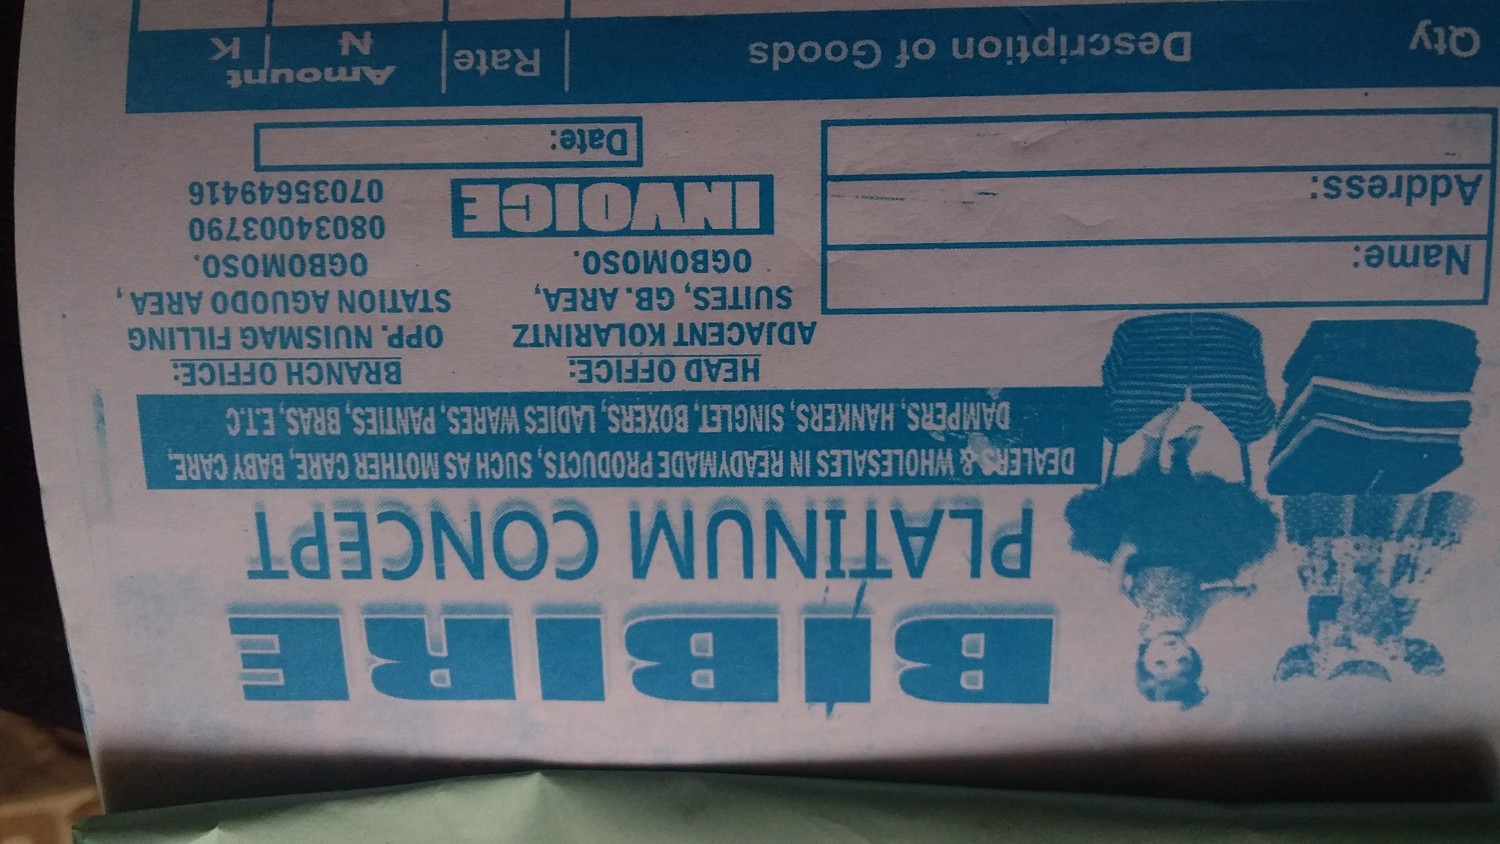 BIBIRE
PLATINUM CONCEPT
DEALERS & WHOLESALES IN READYMADE PRODUCTS, SUCH AS MOTHER CARE, BABY CARE,
DAMPERS, HANKERS, SINGLET, BOXERS, LADIES WARES, PANTIES, BRAS, E.T.C
HEAD OFFICE:
ADJACENT KOLARINTZ
SUITES, GB. AREA,
OGBOMOSO.
BRANCH OFFICE:
OPP. NUISMAG FILLING
STATION AGUODO AREA,
OGBOMOSO.
08034003790
07035649416
INVOICE
Name:
Address:
Date:
Qty
Description of Goods
Rate
Amount
N K